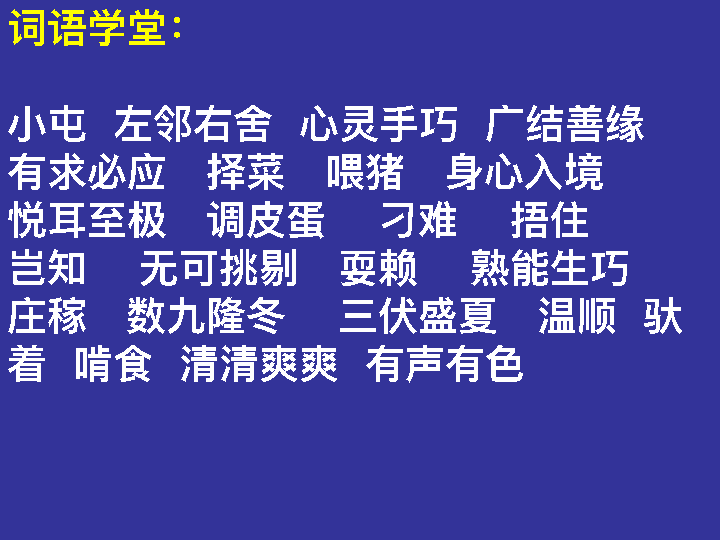 词语学堂：
小屯 左邻右舍 心灵手巧 广结善缘
有求必应 择菜 喂猪 身心入境
悦耳至极 调皮蛋 刁难 捂住
岂知 无可挑剔 耍赖 熟能生巧
庄稼 数九隆冬 三伏盛夏 温顺 驮
着 啃食 清清爽爽 有声有色